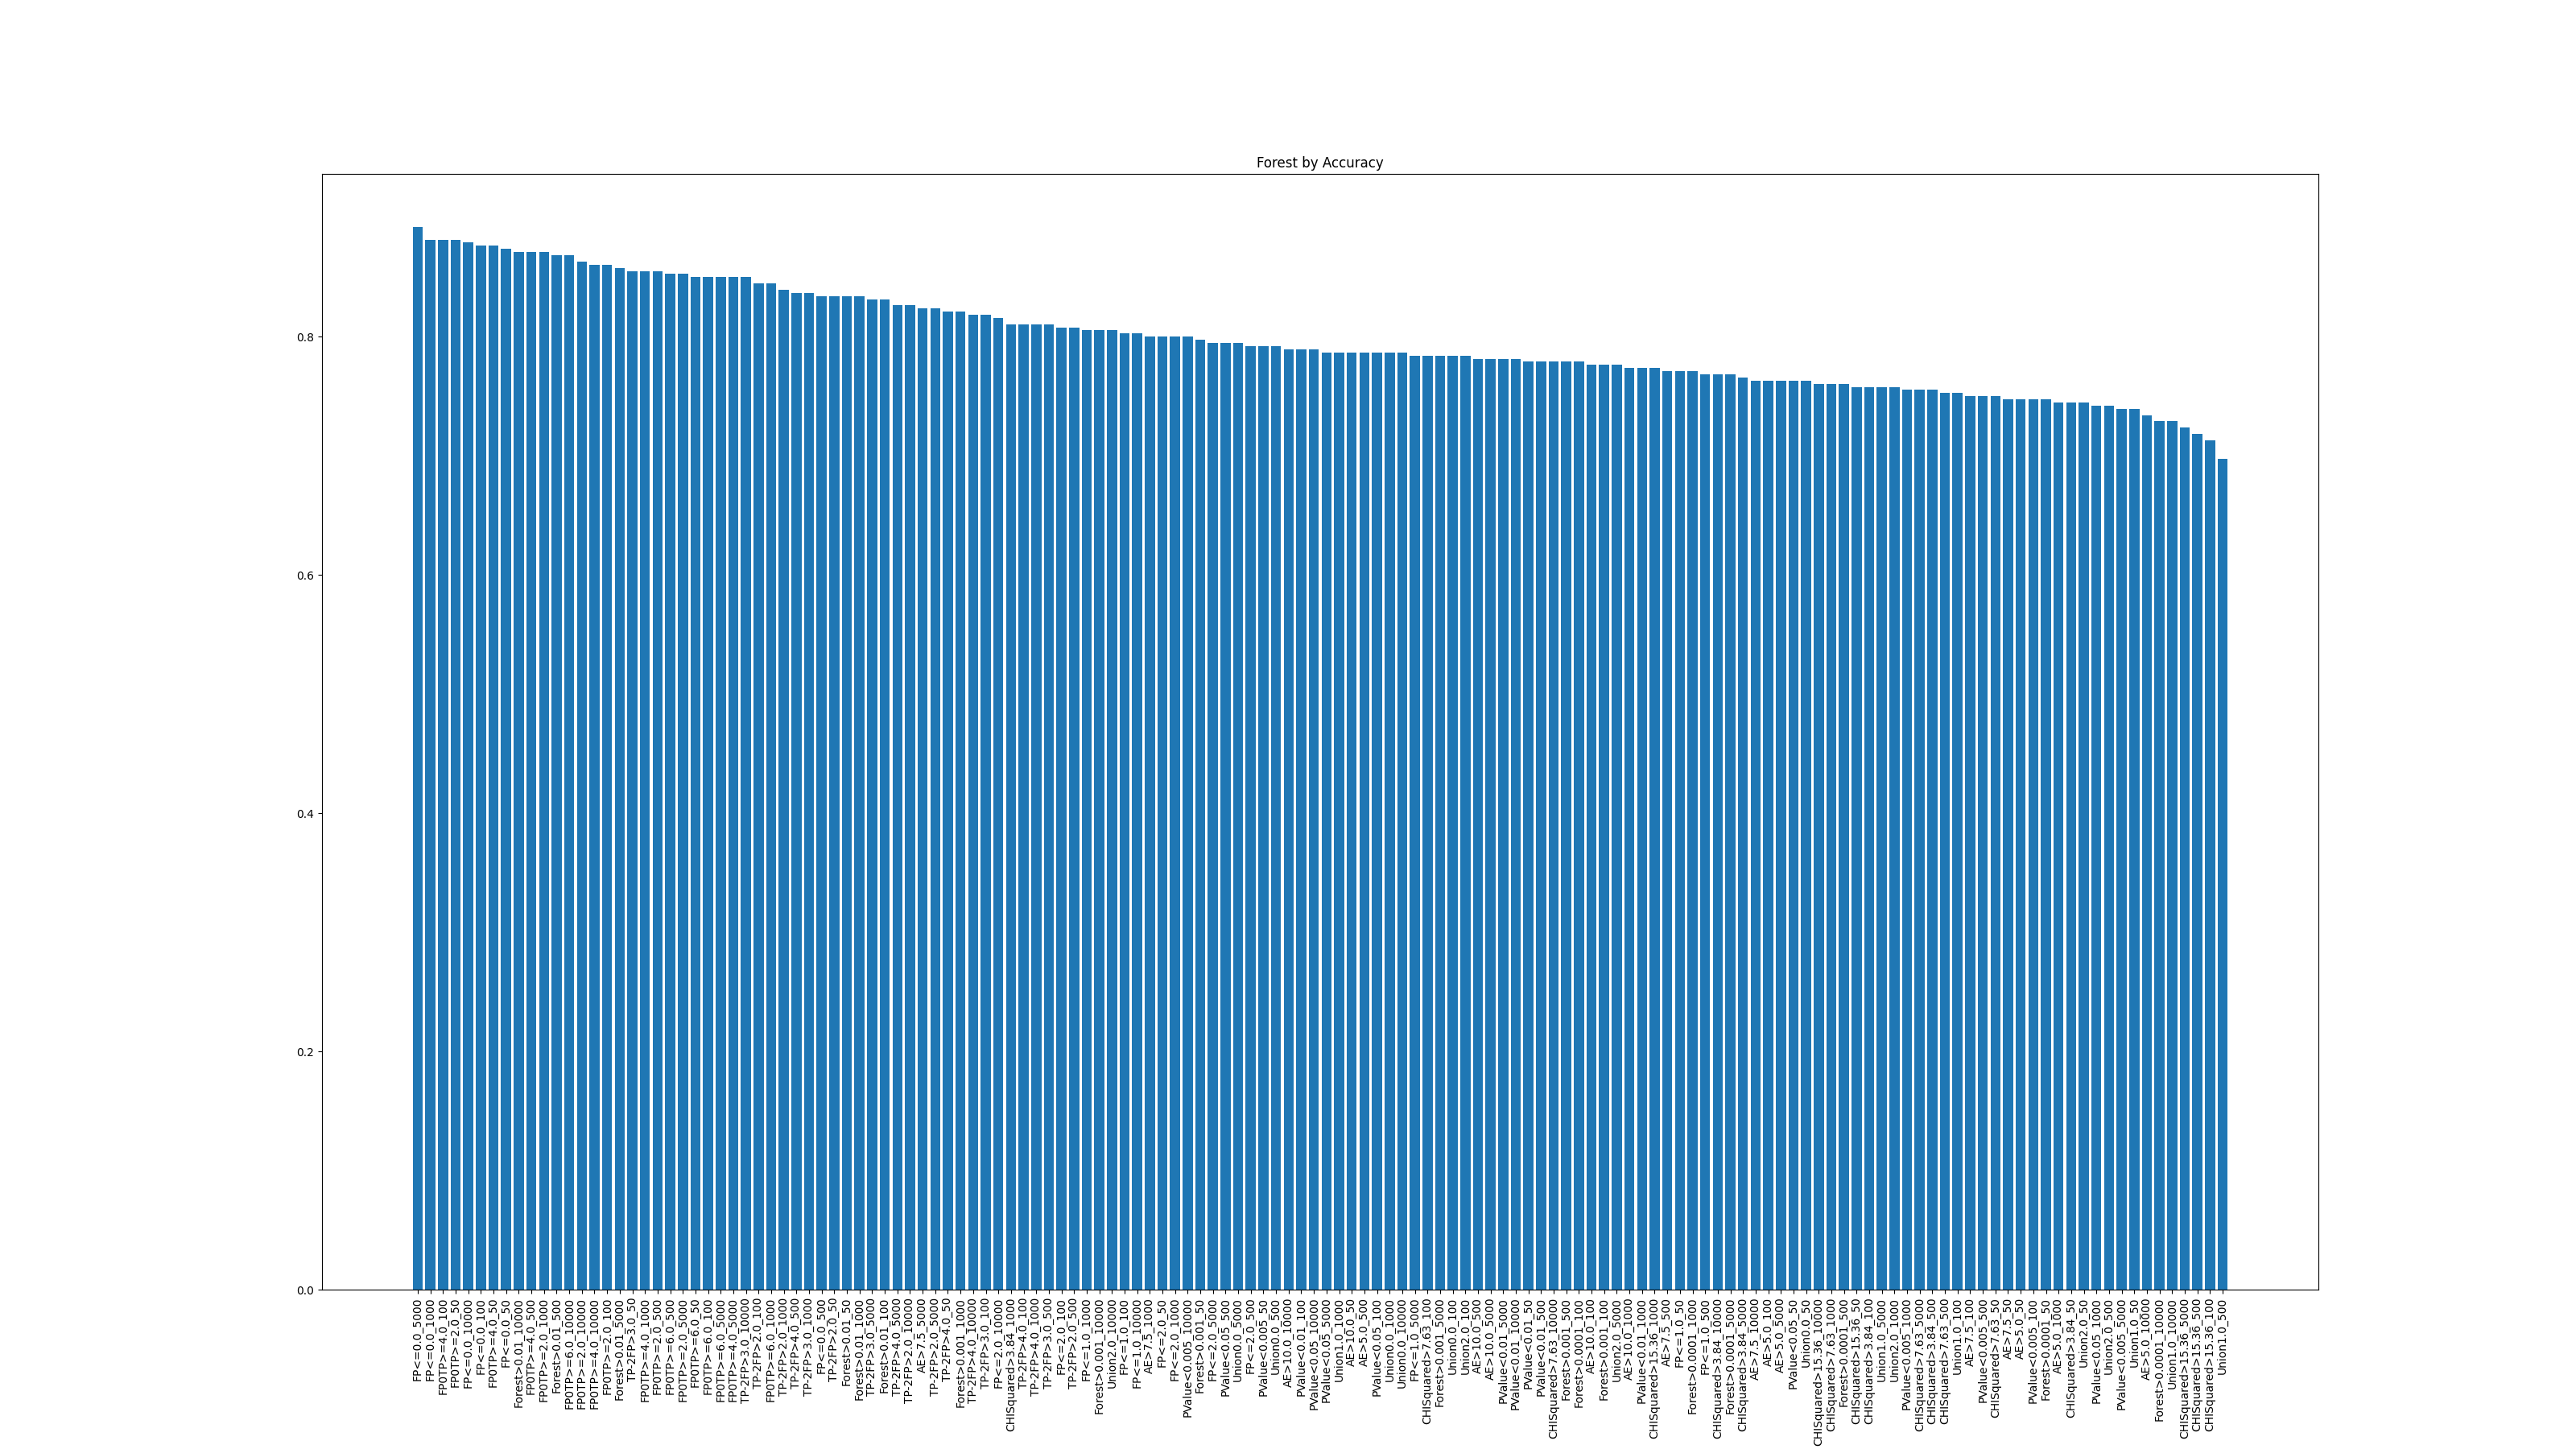 Forest by Accuracy
0.8
0.6
0.4
0.2
0.0
FP<=0.0_5000
FP<=0.0_1000
FP0TP>=4.0_100
FP0TP>=2.0_50
FP<=0.0_10000
FP<=0.0_100
FP0TP>=4.0_50
FP<=0.0_50
Forest>0.01_10000
FP0TP>=4.0_500
FP0TP>=2.0_1000
Forest>0.01_500
FP0TP>=6.0_10000
FP0TP>=2.0_10000
FP0TP>=4.0_10000
FP0TP>=2.0_100
Forest>0.01_5000
TP-2FP>3.0_50
FP0TP>=4.0_1000
FP0TP>=2.0_500
FP0TP>=6.0_500
FP0TP>=2.0_5000
FP0TP>=6.0_50
FP0TP>=6.0_100
FP0TP>=6.0_5000
FP0TP>=4.0_5000
TP-2FP>3.0_10000
TP-2FP>2.0_100
FP0TP>=6.0_1000
TP-2FP>2.0_1000
TP-2FP>4.0_500
TP-2FP>3.0_1000
FP<=0.0_500
TP-2FP>2.0_50
Forest>0.01_50
Forest>0.01_1000
TP-2FP>3.0_5000
Forest>0.01_100
TP-2FP>4.0_5000
TP-2FP>2.0_10000
AE>7.5_5000
TP-2FP>2.0_5000
TP-2FP>4.0_50
Forest>0.001_1000
TP-2FP>4.0_10000
TP-2FP>3.0_100
FP<=2.0_10000
CHISquared>3.84_1000
TP-2FP>4.0_100
TP-2FP>4.0_1000
TP-2FP>3.0_500
FP<=2.0_100
TP-2FP>2.0_500
FP<=1.0_1000
Forest>0.001_10000
Union2.0_10000
FP<=1.0_100
FP<=1.0_10000
AE>7.5_1000
FP<=2.0_50
FP<=2.0_1000
PValue<0.005_10000
Forest>0.001_50
FP<=2.0_5000
PValue<0.05_500
Union0.0_500
FP<=2.0_500
PValue<0.005_50
Union0.0_5000
AE>10.0_10000
PValue<0.01_100
PValue<0.05_10000
PValue<0.05_5000
Union1.0_1000
AE>10.0_50
AE>5.0_500
PValue<0.05_100
Union0.0_1000
Union0.0_10000
FP<=1.0_5000
CHISquared>7.63_100
Forest>0.001_5000
Union0.0_100
Union2.0_100
AE>10.0_500
AE>10.0_5000
PValue<0.01_5000
PValue<0.01_10000
PValue<0.01_50
PValue<0.01_500
CHISquared>7.63_10000
Forest>0.001_500
Forest>0.0001_100
AE>10.0_100
Forest>0.001_100
Union2.0_5000
AE>10.0_1000
PValue<0.01_1000
CHISquared>15.36_1000
AE>7.5_500
FP<=1.0_50
Forest>0.0001_1000
FP<=1.0_500
CHISquared>3.84_10000
Forest>0.0001_5000
CHISquared>3.84_5000
AE>7.5_10000
AE>5.0_100
AE>5.0_5000
PValue<0.05_50
Union0.0_50
CHISquared>15.36_10000
CHISquared>7.63_1000
Forest>0.0001_500
CHISquared>15.36_50
CHISquared>3.84_100
Union1.0_5000
Union2.0_1000
PValue<0.005_1000
CHISquared>7.63_5000
CHISquared>3.84_500
CHISquared>7.63_500
Union1.0_100
AE>7.5_100
PValue<0.005_500
CHISquared>7.63_50
AE>7.5_50
AE>5.0_50
PValue<0.005_100
Forest>0.0001_50
AE>5.0_1000
CHISquared>3.84_50
Union2.0_50
PValue<0.05_1000
Union2.0_500
PValue<0.005_5000
Union1.0_50
AE>5.0_10000
Forest>0.0001_10000
Union1.0_10000
CHISquared>15.36_5000
CHISquared>15.36_500
CHISquared>15.36_100
Union1.0_500